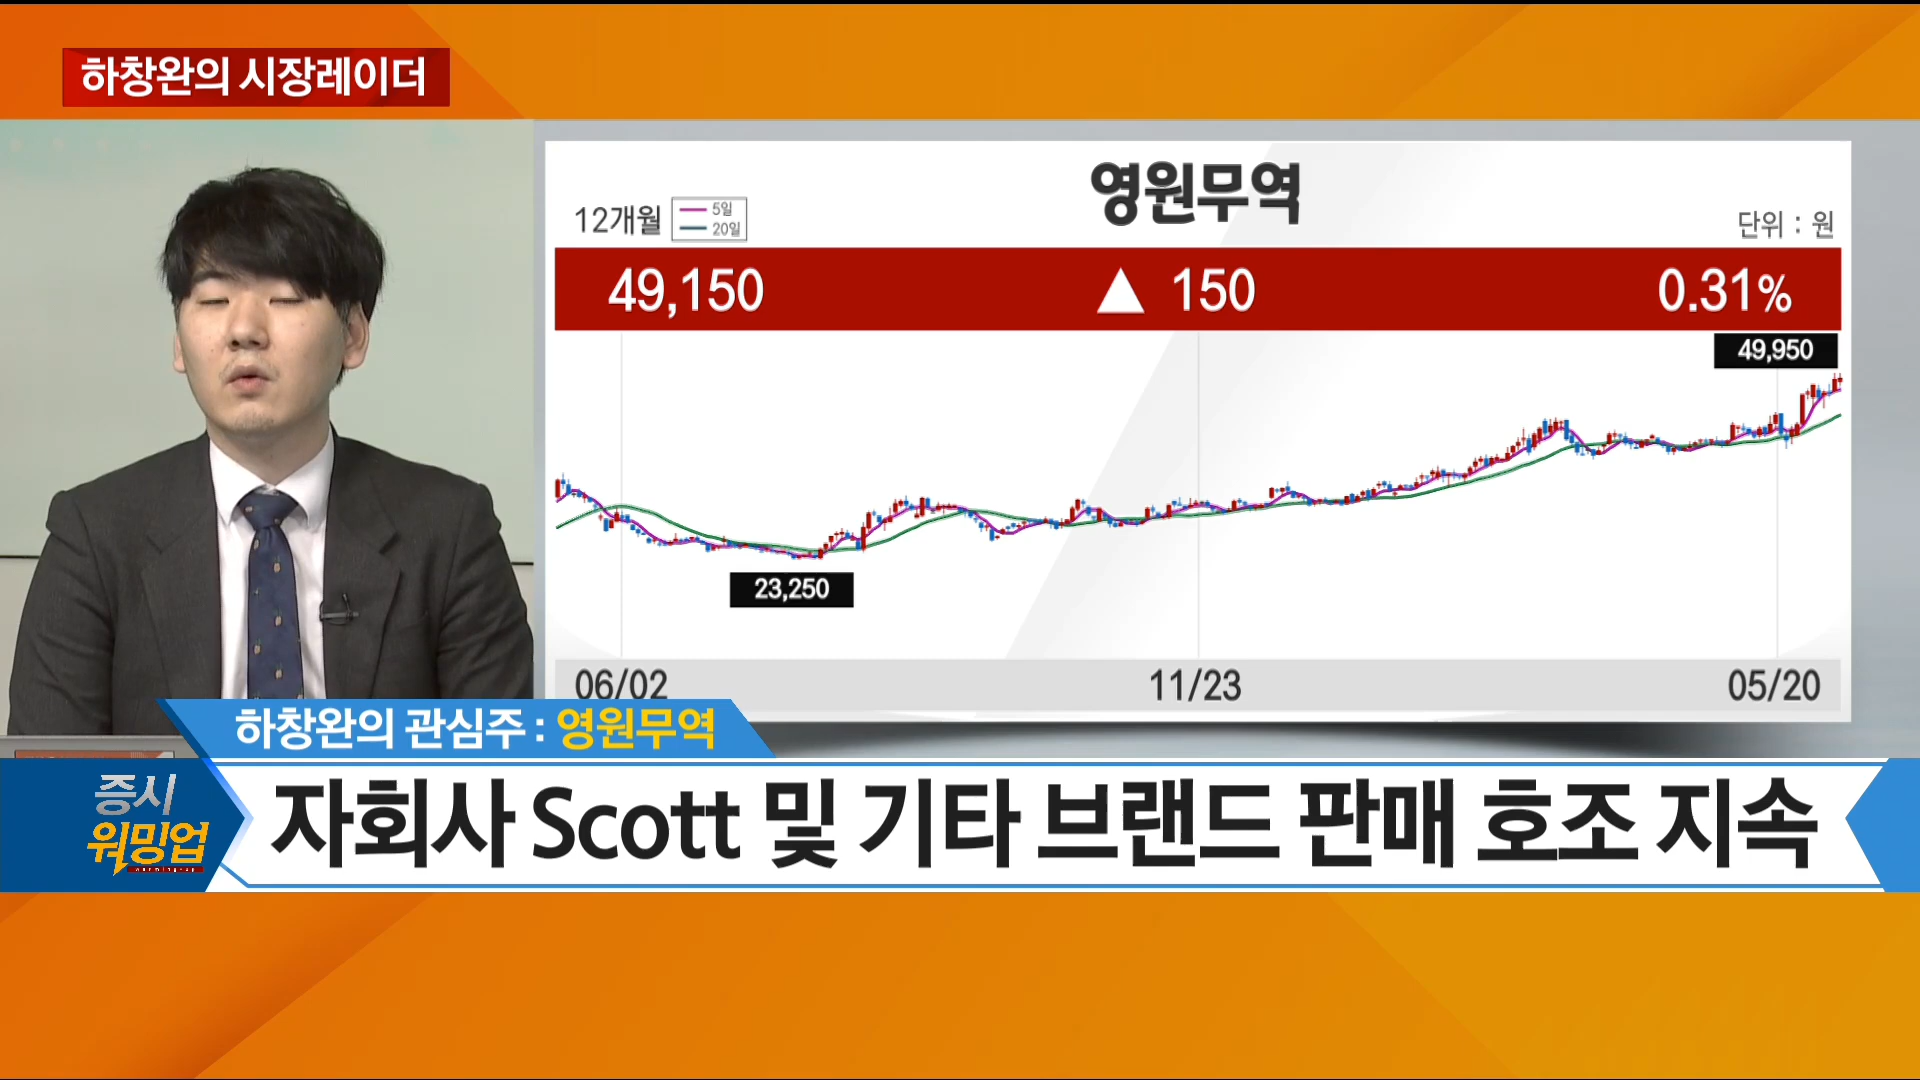 하창완의 시장레이더
영원무역
12개월
5일
20일
단위 : 원
49,150 ▲ 150 0.31%
49,950
23,250
06/02 11/23 05/20
하창완의 관심주 : 영원무역
증시
워밍업
warming-up
자회사 Scott 및 기타 브랜드 판매 호조 지속